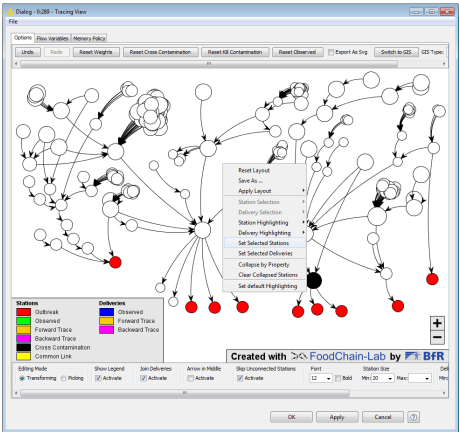 Dialog - 0:289 - Tracing View
File
Options Flow Variables Memory Policy
Undo Redo Reset Weights Reset Cross Contamination Reset Kill Contamination Reset Observed Export As Svg Switch to GIS GIS Type:
Reset Layout
Save As ...
Apply Layout
Station Selection
Delivery Selection
Station Highlighting
Delivery Highlighting
Set Selected Stations
Set Selected Deliveries
Collapse by Property
Clear Collapsed Stations
Set default Highlighting
Stations Deliveries
Outbreak Observed
Observed Forward Trace
Forward Trace Backward Trace
Backward Trace
Cross Contamination
Common Link
+
−
Created with FoodChain-Lab by BfR
Editing Mode Show Legend Join Deliveries Arrow in Middle Skip Unconnected Stations Font Station Size Deli
Transforming Picking Activate Activate Activate Activate 12 Bold Min: 20 Max: Min:
OK Apply Cancel ?